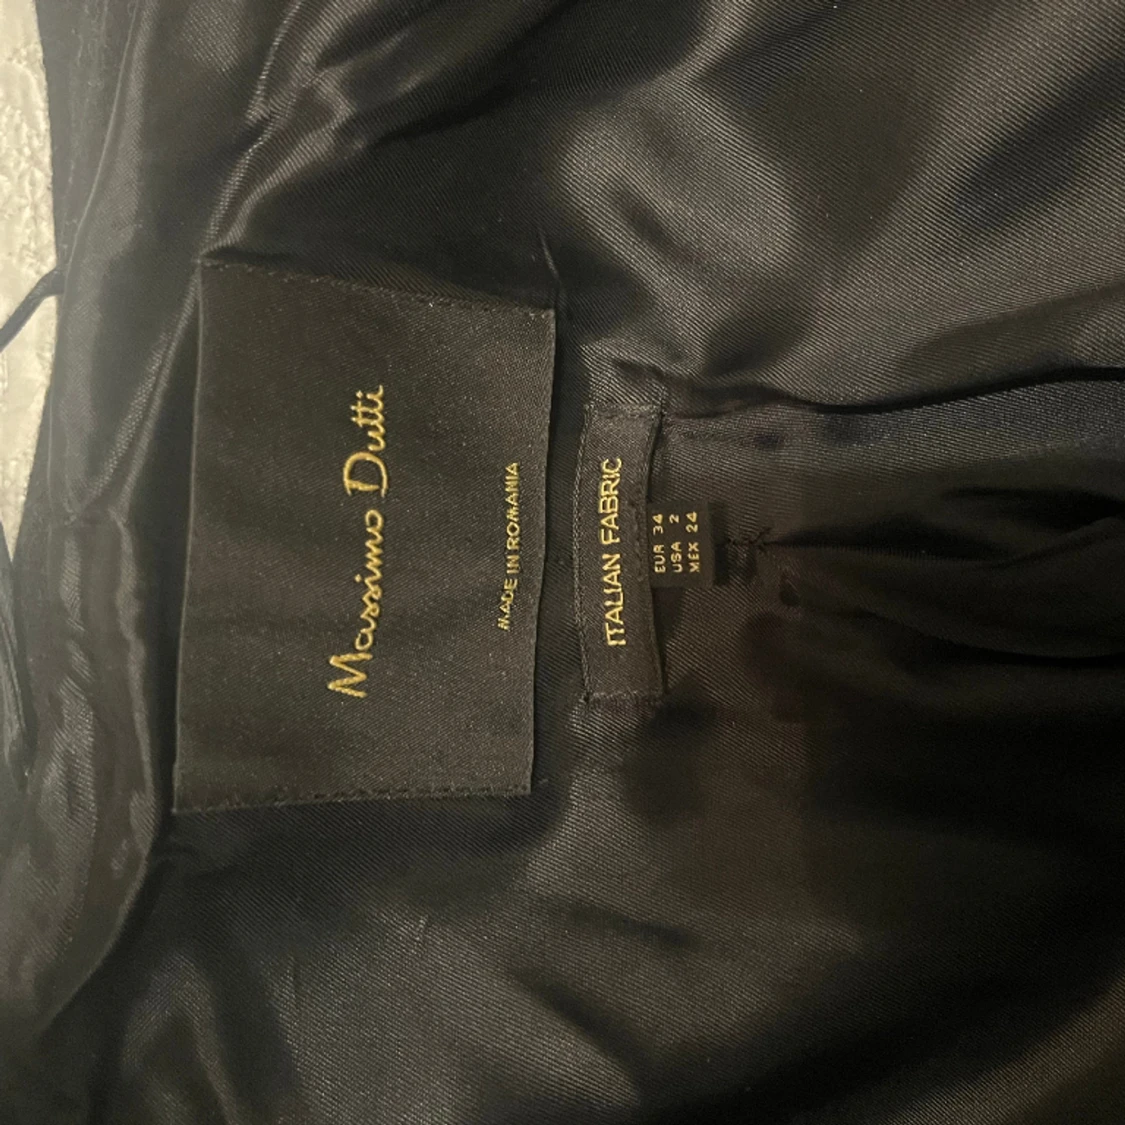 Massimo Dutti
MADE IN ROMANIA
ITALIAN FABRIC
EUR 34
USA 2
MEX 24